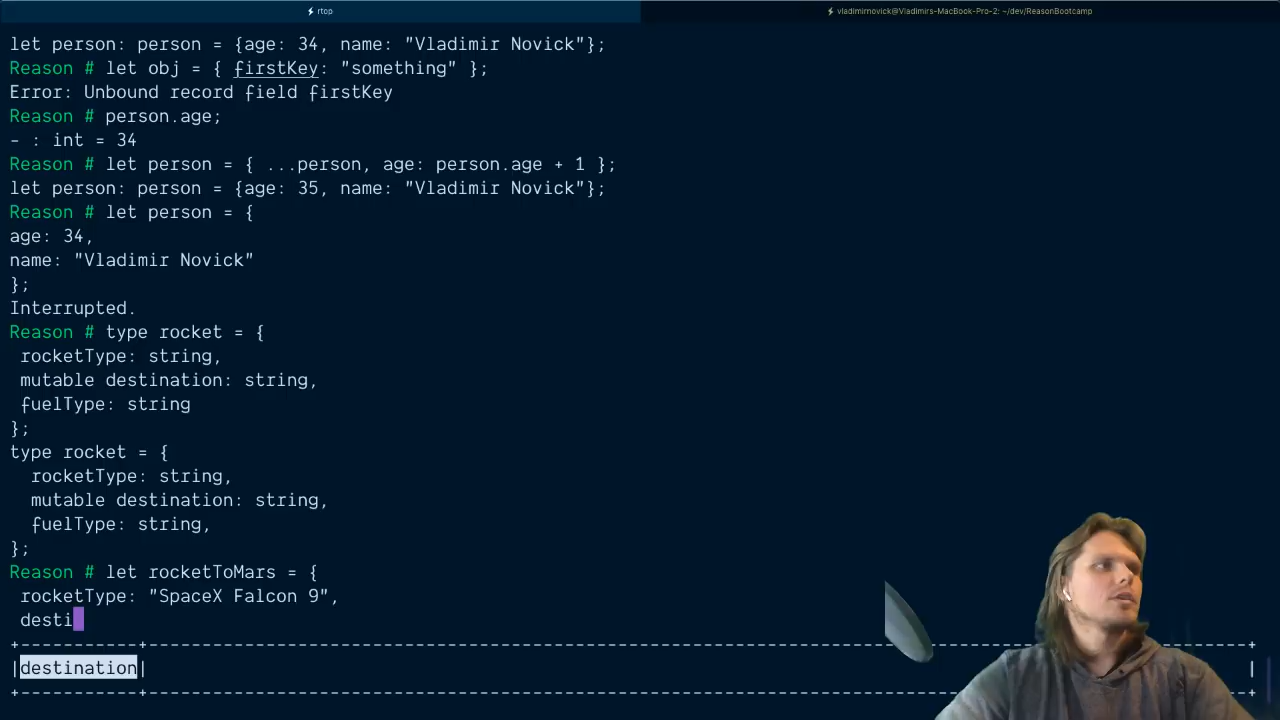 ⚡ rtop
⚡ vladimirnovick@Vladimirs-MacBook-Pro-2: ~/dev/ReasonBootcamp
let person: person = {age: 34, name: "Vladimir Novick"};
Reason # let obj = { firstKey: "something" };
Error: Unbound record field firstKey
Reason # person.age;
- : int = 34
Reason # let person = { ...person, age: person.age + 1 };
let person: person = {age: 35, name: "Vladimir Novick"};
Reason # let person = {
age: 34,
name: "Vladimir Novick"
};
Interrupted.
Reason # type rocket = {
rocketType: string,
mutable destination: string,
fuelType: string
};
type rocket = {
rocketType: string,
mutable destination: string,
fuelType: string,
};
Reason # let rocketToMars = {
rocketType: "SpaceX Falcon 9",
desti
|destination|